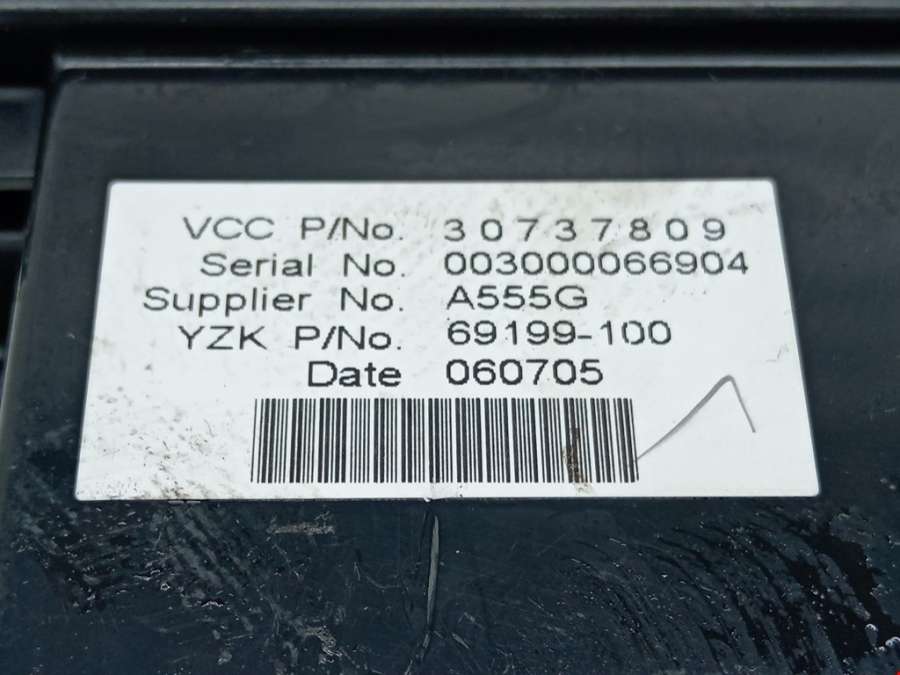 VCC P/No. 30737809
Serial No. 003000066904
Supplier No. A555G
YZK P/No. 69199-100
Date 060705